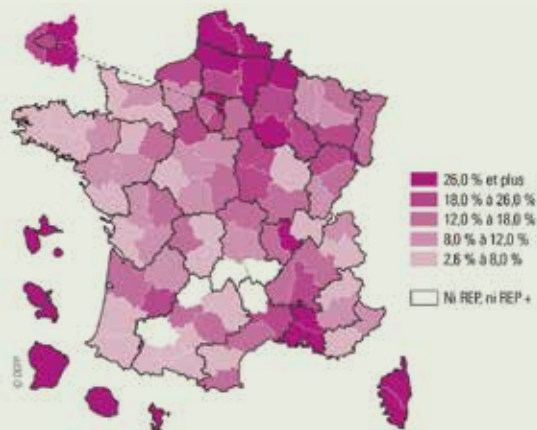 26,0 % et plus
18,0 % à 26,0 %
12,0 % à 18,0 %
8,0 % à 12,0 %
2,6 % à 8,0 %
Ni REP, ni REP +
© DEPP